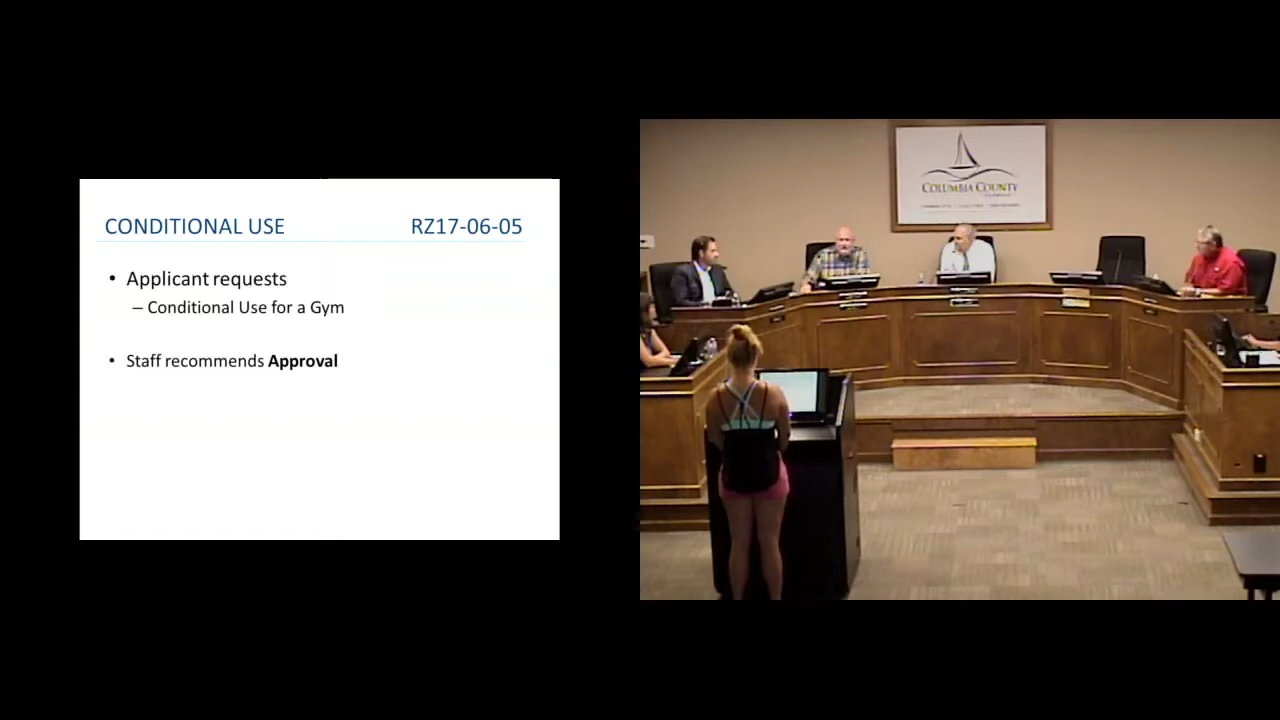 CONDITIONAL USE RZ17-06-05
• Applicant requests
– Conditional Use for a Gym
• Staff recommends Approval
COLUMBIA COUNTY